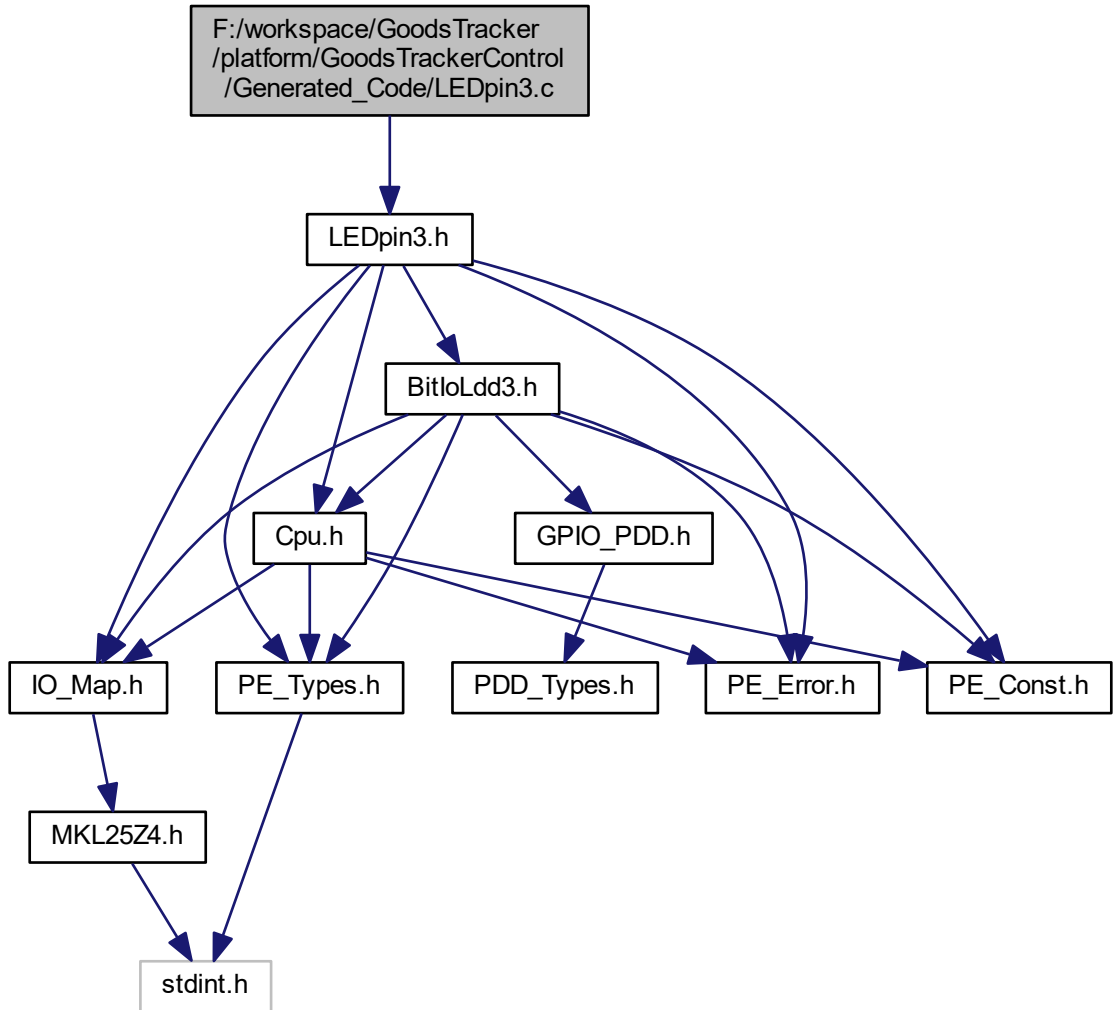 F:/workspace/GoodsTracker
/platform/GoodsTrackerControl
/Generated_Code/LEDpin3.c
LEDpin3.h
BitIoLdd3.h
Cpu.h
GPIO_PDD.h
IO_Map.h
PE_Types.h
PDD_Types.h
PE_Error.h
PE_Const.h
MKL25Z4.h
stdint.h